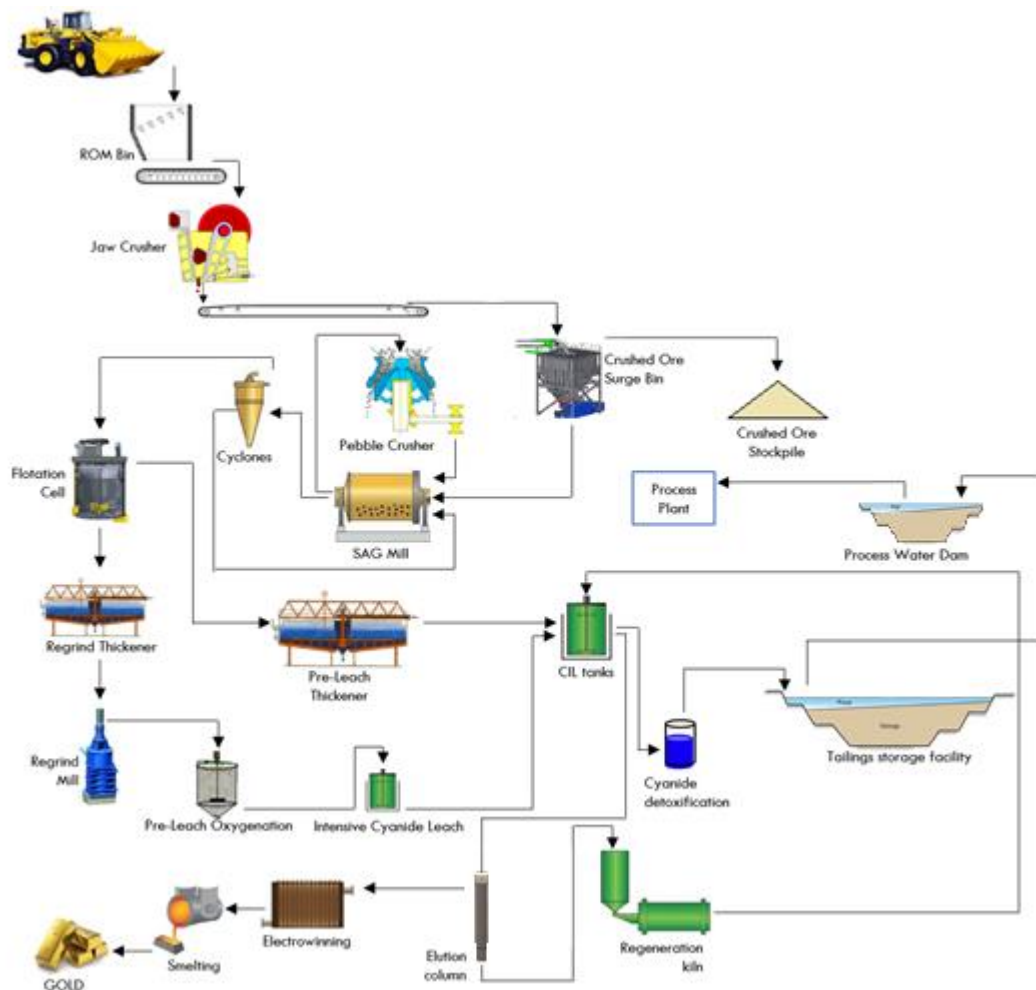 ROM Bin
Jaw Crusher
Crushed Ore
Surge Bin
Pebble Crusher
Cyclones
Crushed Ore
Stockpile
Flotation
Cell
Process
Plant
SAG Mill
Process Water Dam
Regrind Thickener
Pre-Leach
Thickener
CIL tanks
Tailings storage facility
Regrind
Mill
Cyanide
detoxification
Pre-Leach Oxygenation
Intensive Cyanide Leach
Electrowinning
Elution
column
Regeneration
kiln
Smelting
GOLD